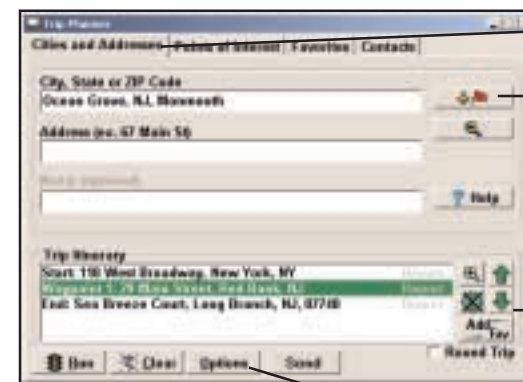 Trip Planner
Cities and Addresses Points of Interest Favorites Contacts
City, State or ZIP Code
Ocean Grove, NJ, Monmouth
Address (ex. 67 Main St)
Help
Trip Itinerary
Start: 110 West Broadway, New York, NY
Waypoint 1: 79 Main Street, Red Bank, NJ
End: Sea Breeze Court, Long Branch, NJ, 07740
Add Fav
Round Trip
Clear Options Send